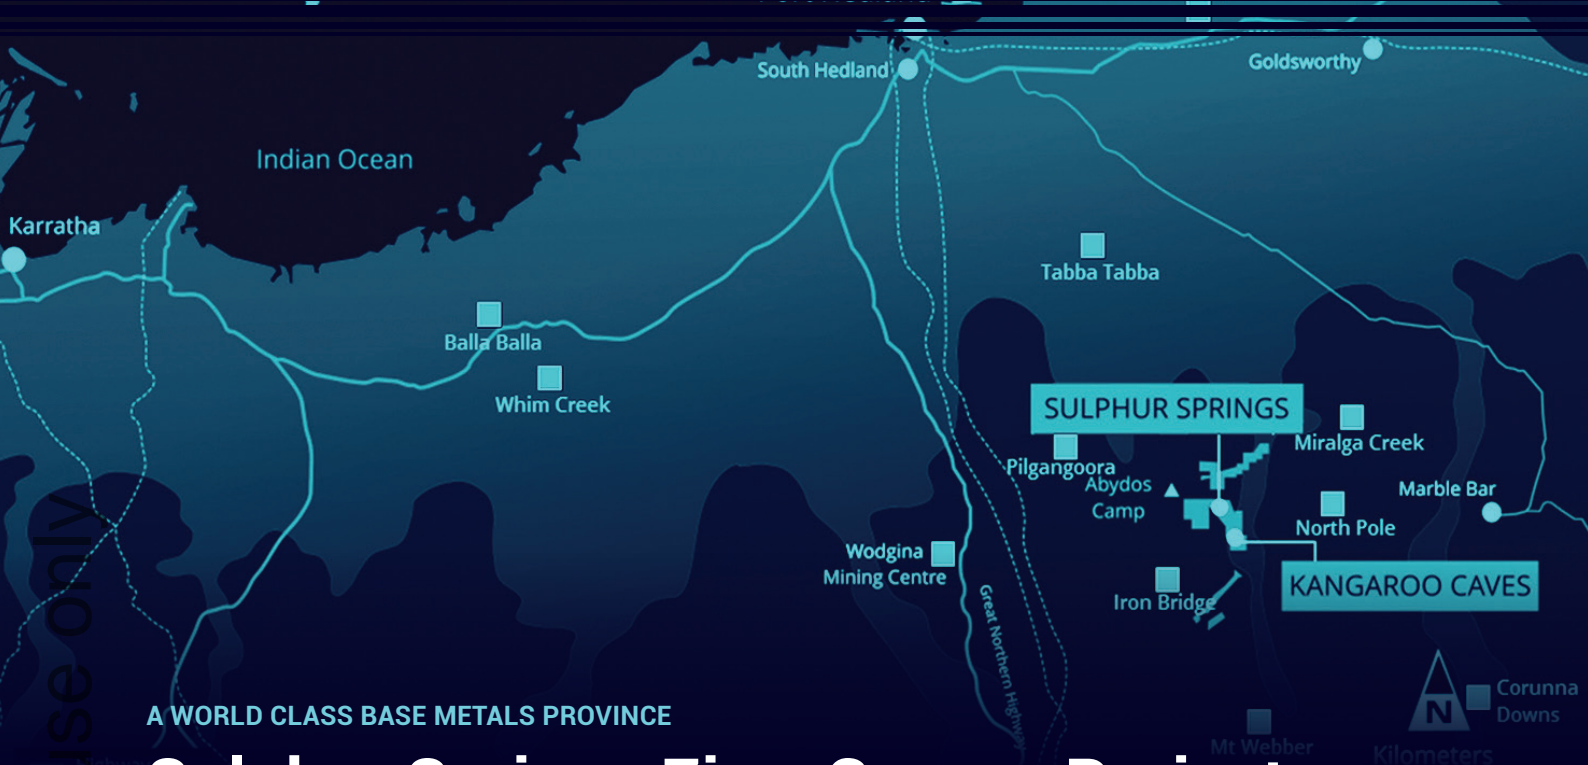 South Hedland
Goldsworthy
Indian Ocean
Karratha
Tabba Tabba
Balla Balla
Whim Creek
SULPHUR SPRINGS
Miralga Creek
Pilgangoora
Abydos
Camp
Marble Bar
North Pole
Wodgina
Mining Centre
KANGAROO CAVES
Iron Bridge
Great Northern Highway
use only
Corunna
Downs
N
A WORLD CLASS BASE METALS PROVINCE
Mt Webber
Kilometers